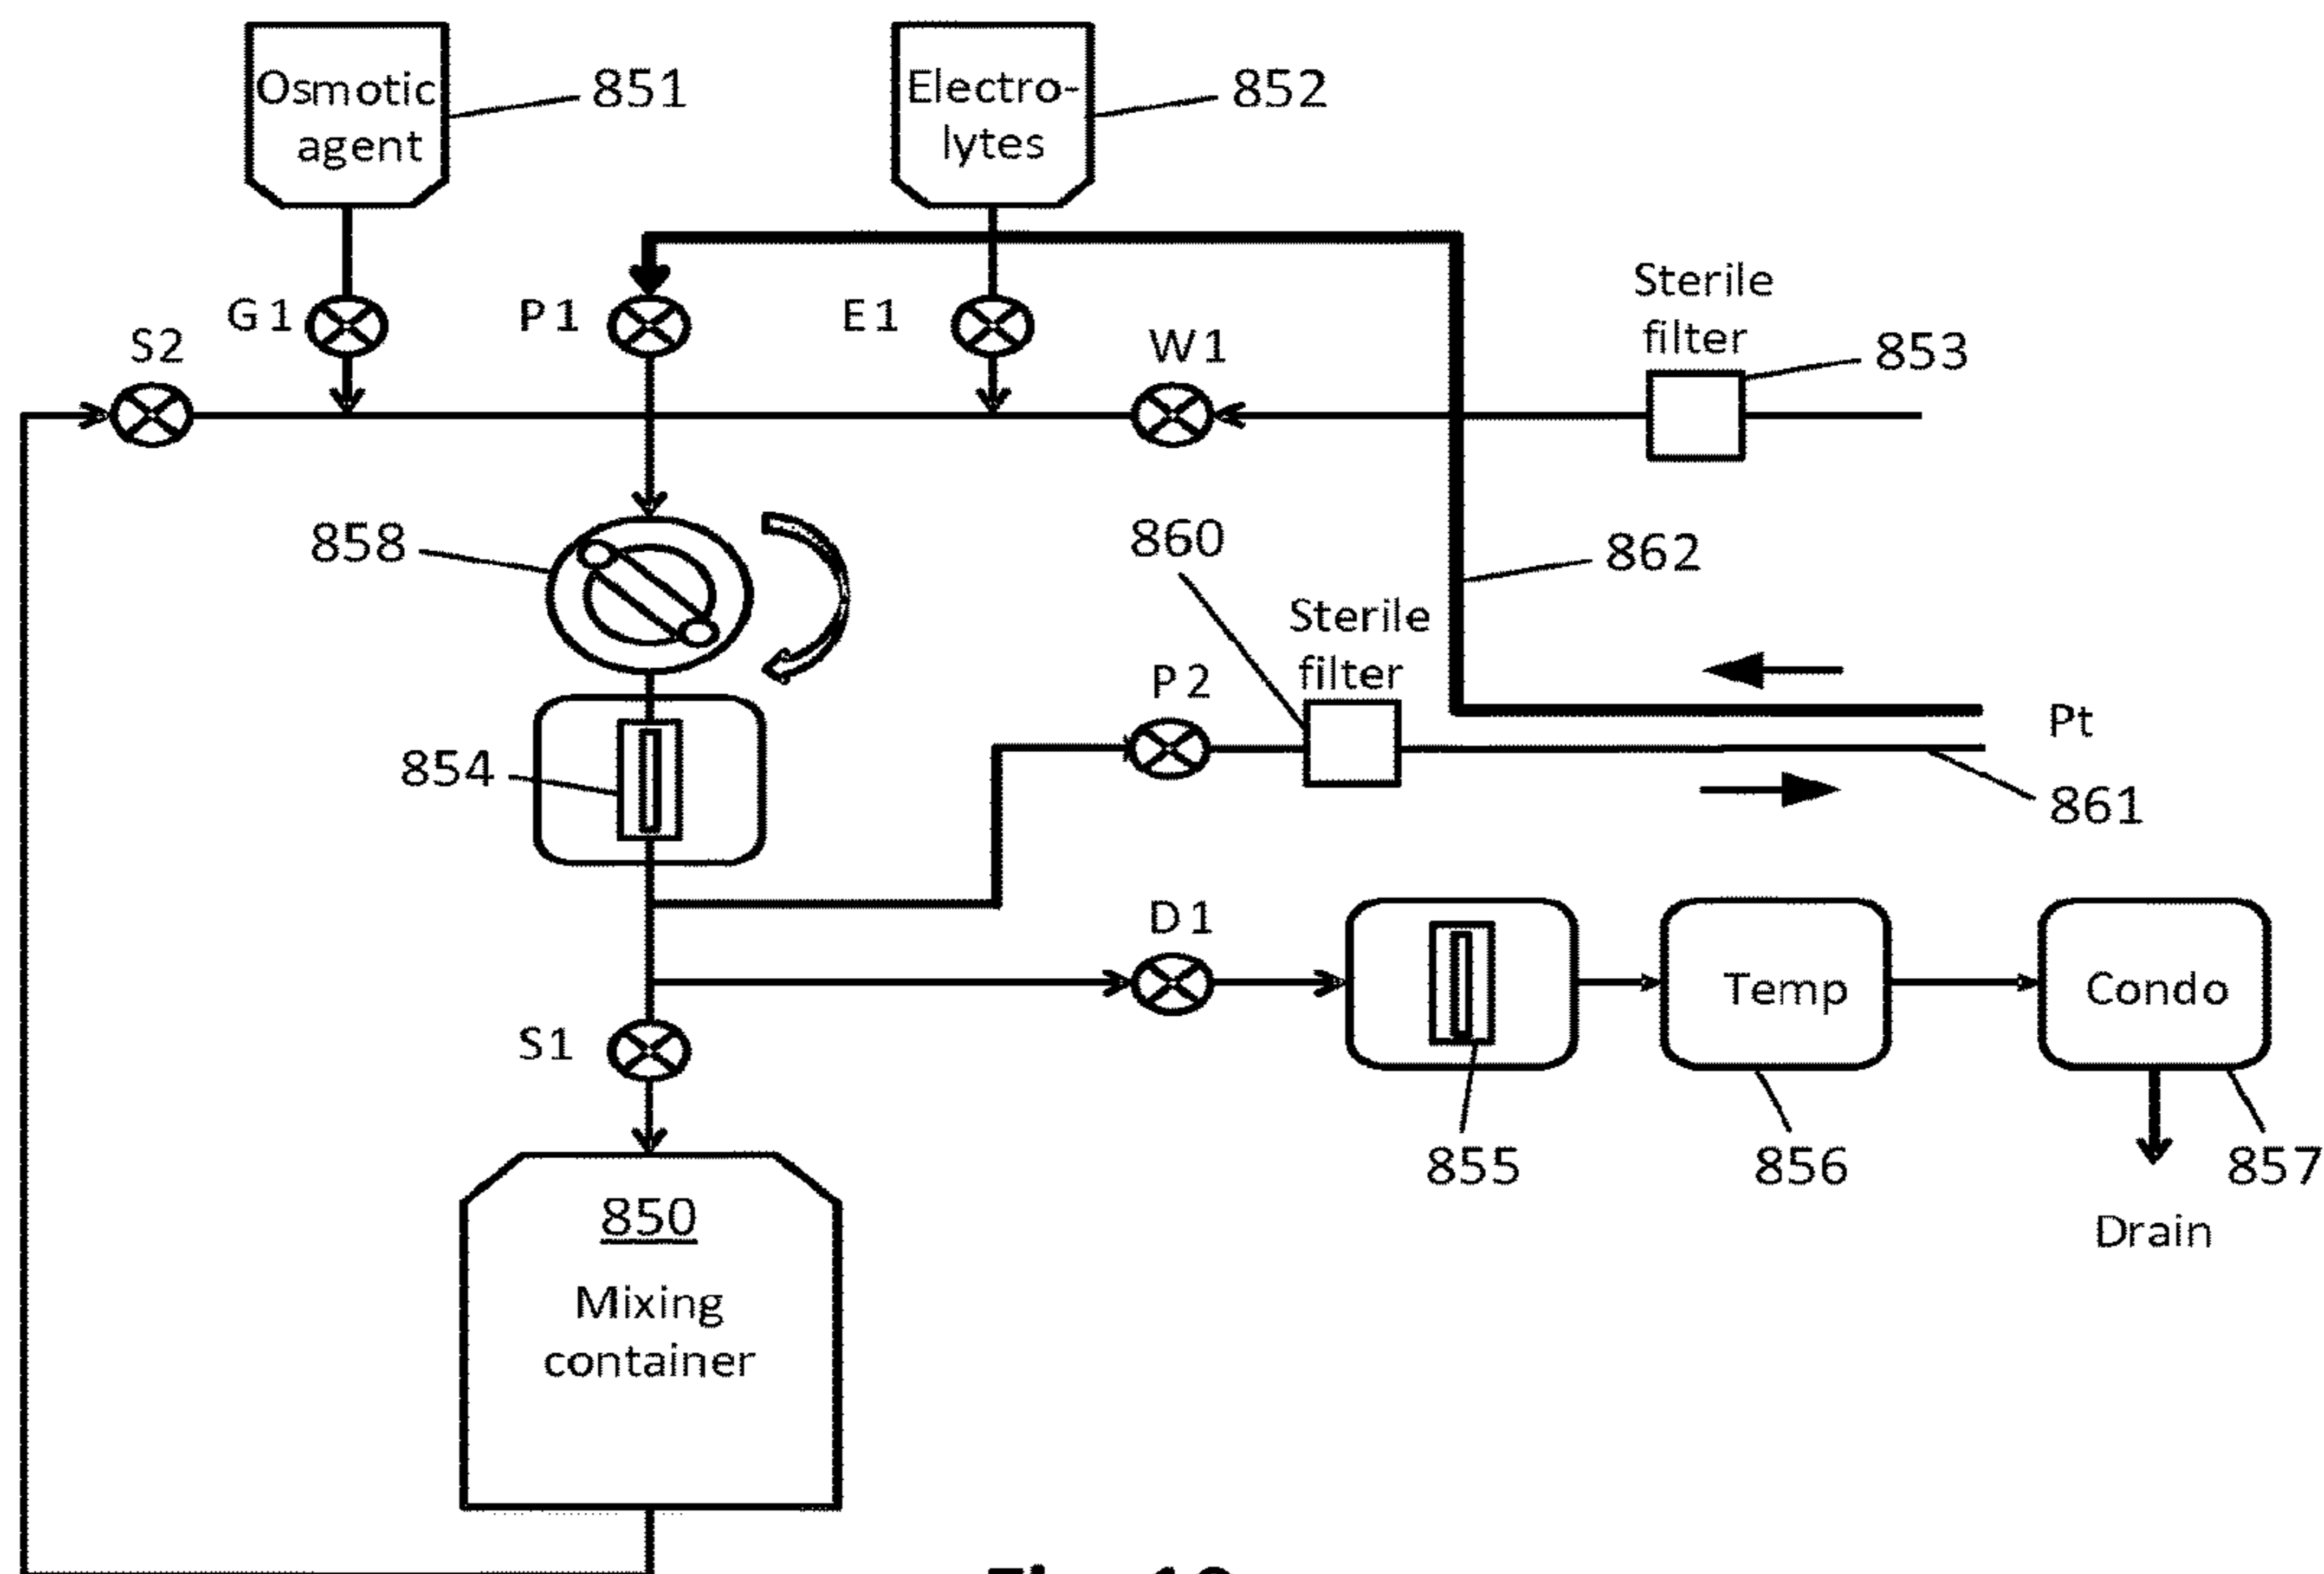 Osmotic
agent
851
Electro-
lytes
852
Sterile
filter
853
G1
P1
E1
W1
S2
858
860
862
Sterile
filter
P2
Pt
854
861
D1
Temp
Condo
S1
855
856
857
850
Drain
Mixing
container